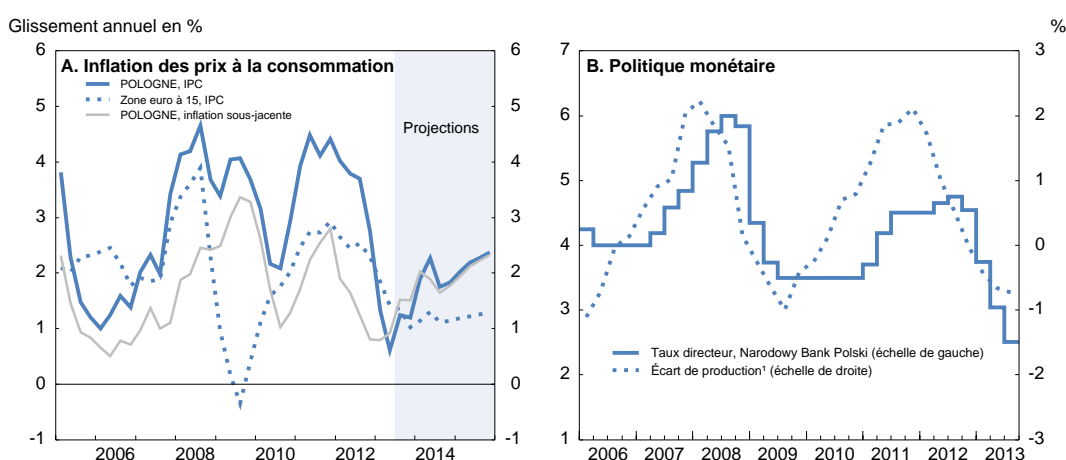 Glissement annuel en %
%
A. Inflation des prix à la consommation
POLOGNE, IPC
Zone euro à 15, IPC
POLOGNE, inflation sous-jacente
Projections
6
5
4
3
2
1
0
-1
6
5
4
3
2
1
0
-1
2006 2008 2010 2012 2014
B. Politique monétaire
7
6
5
4
3
2
1
3
2
1
0
-1
-2
-3
Taux directeur, Narodowy Bank Polski (échelle de gauche)
Écart de production¹ (échelle de droite)
2006 2007 2008 2009 2010 2011 2012 2013